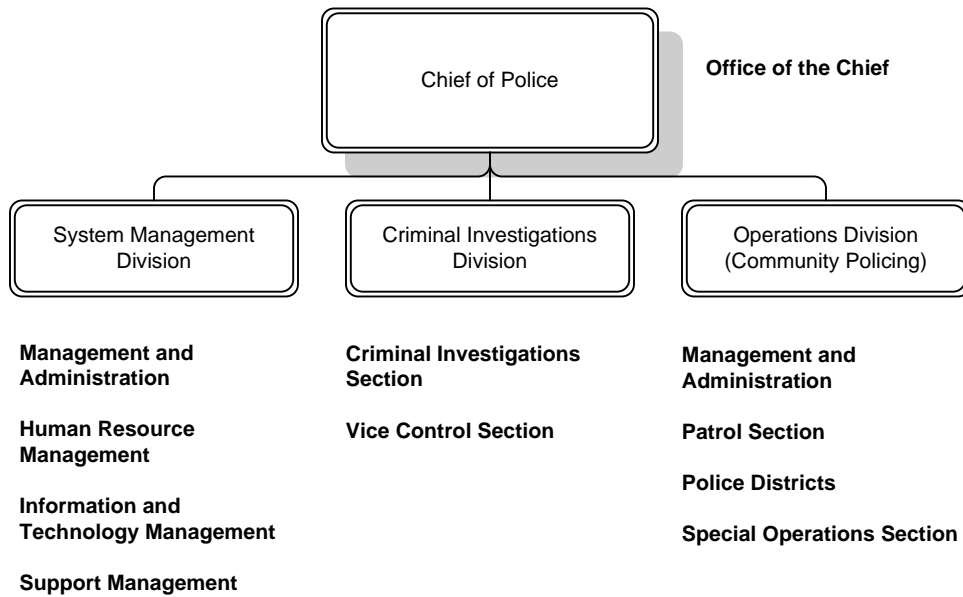 Chief of Police
Office of the Chief
System Management
Division
Criminal Investigations
Division
Operations Division
(Community Policing)
Management and
Administration
Human Resource
Management
Information and
Technology Management
Support Management
Criminal Investigations
Section
Vice Control Section
Management and
Administration
Patrol Section
Police Districts
Special Operations Section